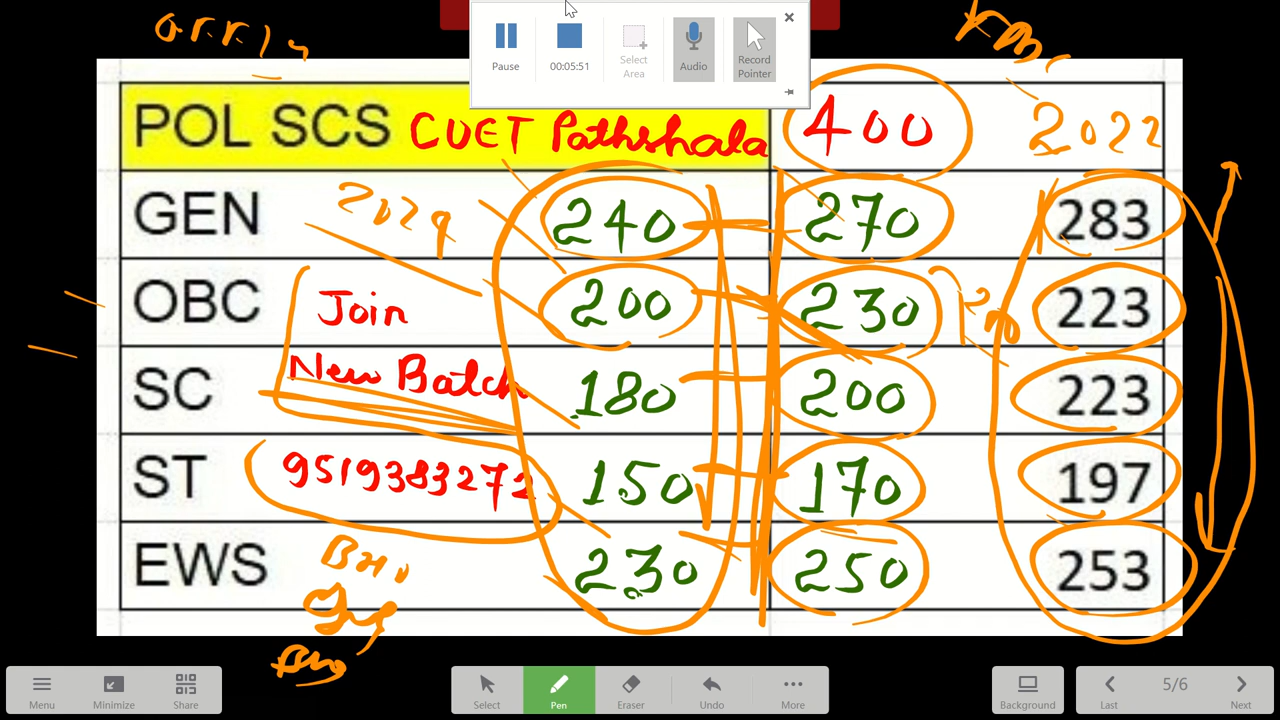 Pause
00:05:51
Select Area
Audio
Record Pointer
POL SCS CUET Pathshala 400 2022
GEN 2024 240 270 283
OBC Join 200 230 223
SC New Batch 180 200 223
ST 9519383272 150 170 197
EWS 230 250 253
Menu
Minimize
Share
Select
Pen
Eraser
Undo
More
Background
Last
5/6
Next